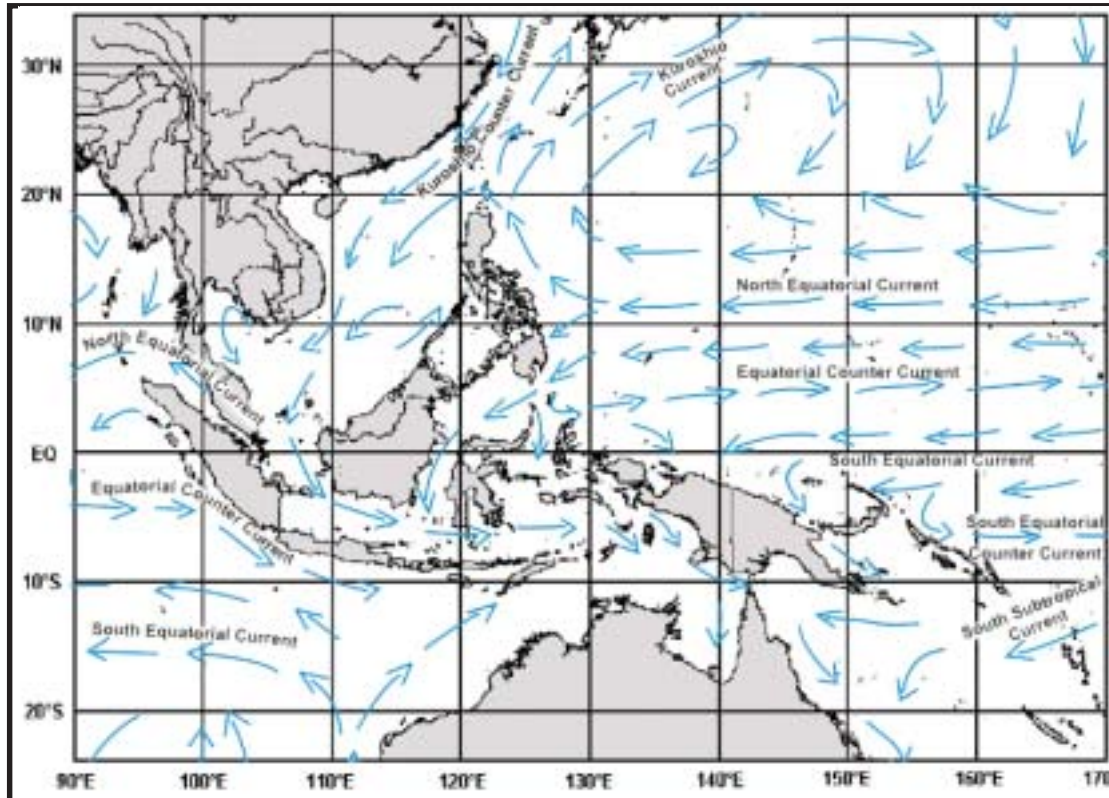 30°N
Kuroshio
Current
Kuroshio Counter Current
20°N
North Equatorial Current
10°N
North Equatorial Current
Equatorial Counter Current
EQ
South Equatorial Current
Equatorial Counter Current
South Equatorial
Counter Current
10°S
South Subtropical
Current
South Equatorial Current
20°S
90°E 100°E 110°E 120°E 130°E 140°E 150°E 160°E 170